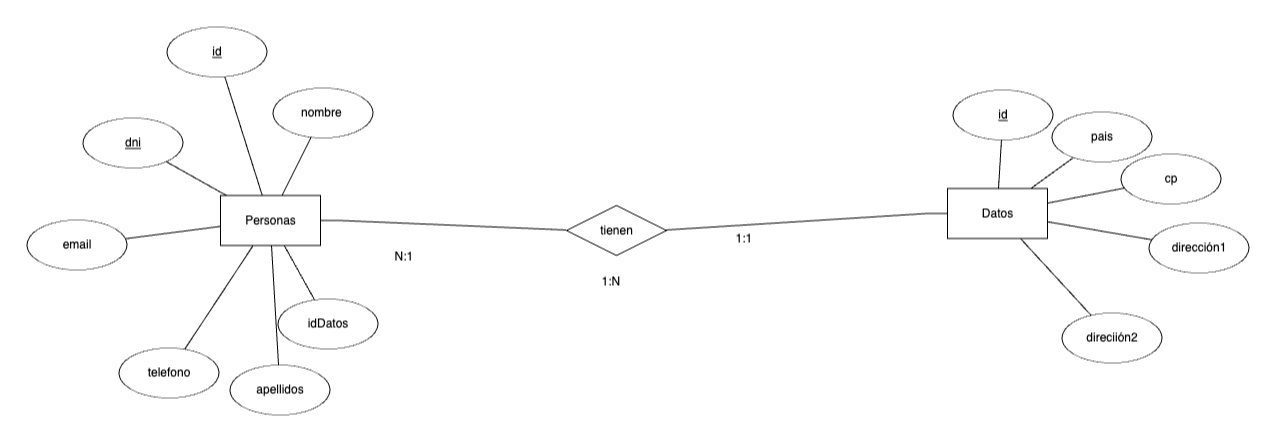 id
nombre
dni
Personas
email
idDatos
telefono
apellidos
N:1
tienen
1:N
1:1
id
pais
cp
Datos
dirección1
direciión2